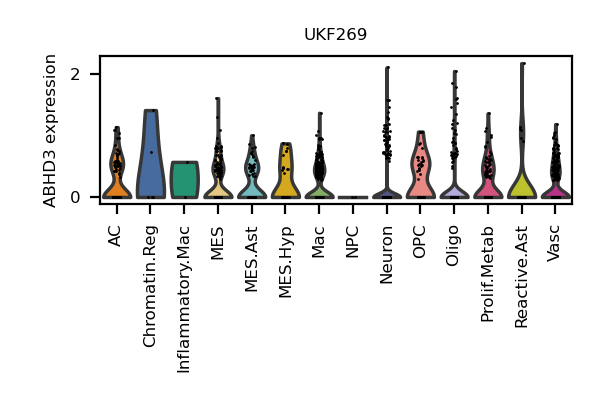 UKF269
ABHD3 expression
2
0
AC
Chromatin.Reg
Inflammatory.Mac
MES
MES.Ast
MES.Hyp
Mac
NPC
Neuron
OPC
Oligo
Prolif.Metab
Reactive.Ast
Vasc